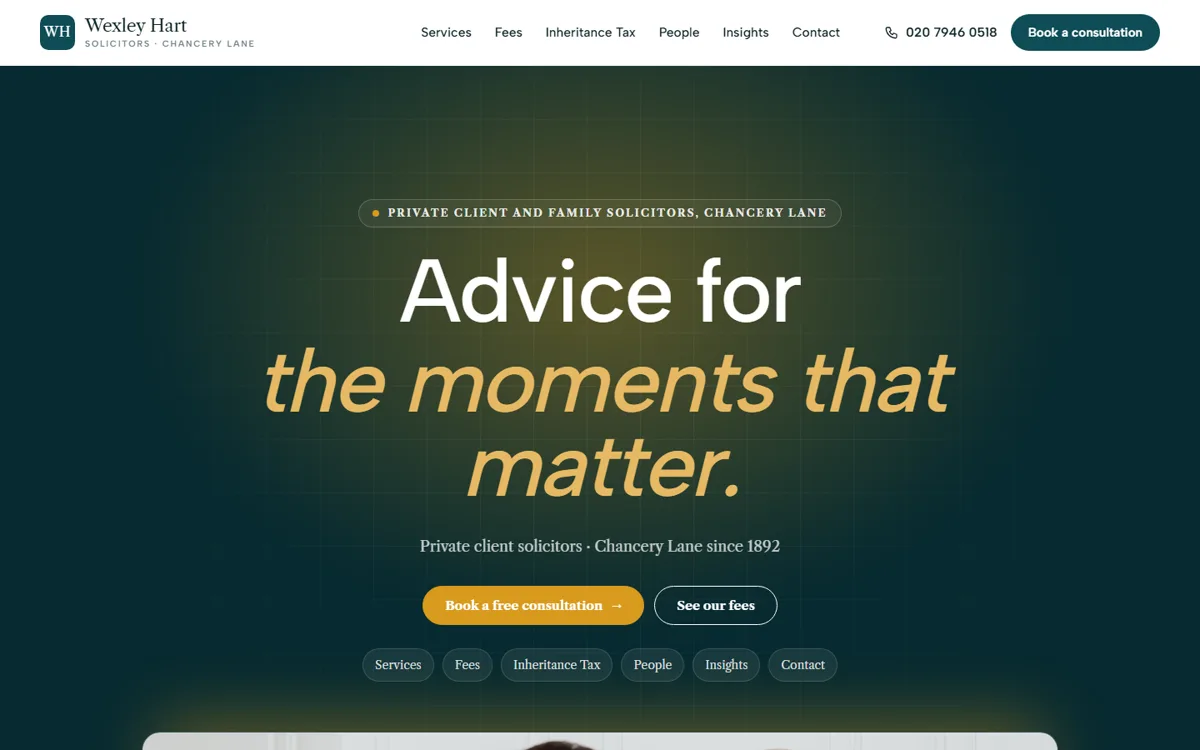 WH
Wexley Hart
SOLICITORS · CHANCERY LANE
Services Fees Inheritance Tax People Insights Contact
020 7946 0518
Book a consultation
PRIVATE CLIENT AND FAMILY SOLICITORS, CHANCERY LANE
Advice for
the moments that
matter.
Private client solicitors · Chancery Lane since 1892
Book a free consultation →
See our fees
Services Fees Inheritance Tax People Insights Contact